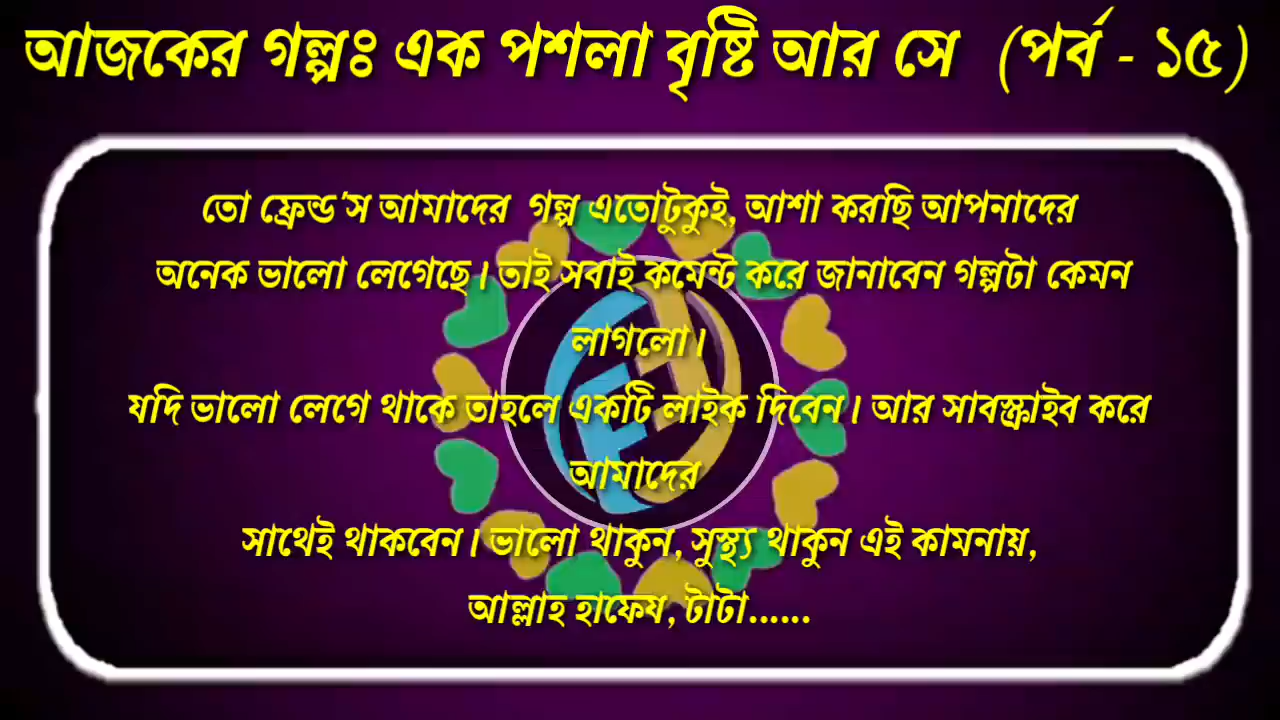 আজকের গল্পঃ এক পশলা বৃষ্টি আর সে (পর্ব - ১৫)
তো ফ্রেন্ড'স আমাদের গল্প এতোটুকুই, আশা করছি আপনাদের
অনেক ভালো লেগেছে। তাই সবাই কমেন্ট করে জানাবেন গল্পটা কেমন
লাগলো।
যদি ভালো লেগে থাকে তাহলে একটি লাইক দিবেন। আর সাবস্ক্রাইব করে
আমাদের
সাথেই থাকবেন। ভালো থাকুন, সুস্থ্য থাকুন এই কামনায়,
আল্লাহ হাফেয, টাটা......